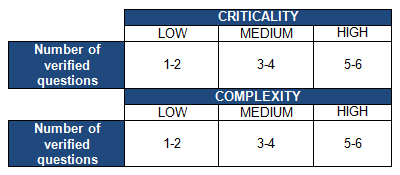 CRITICALITY
LOW MEDIUM HIGH
Number of
verified
questions
1-2 3-4 5-6
COMPLEXITY
LOW MEDIUM HIGH
Number of
verified
questions
1-2 3-4 5-6